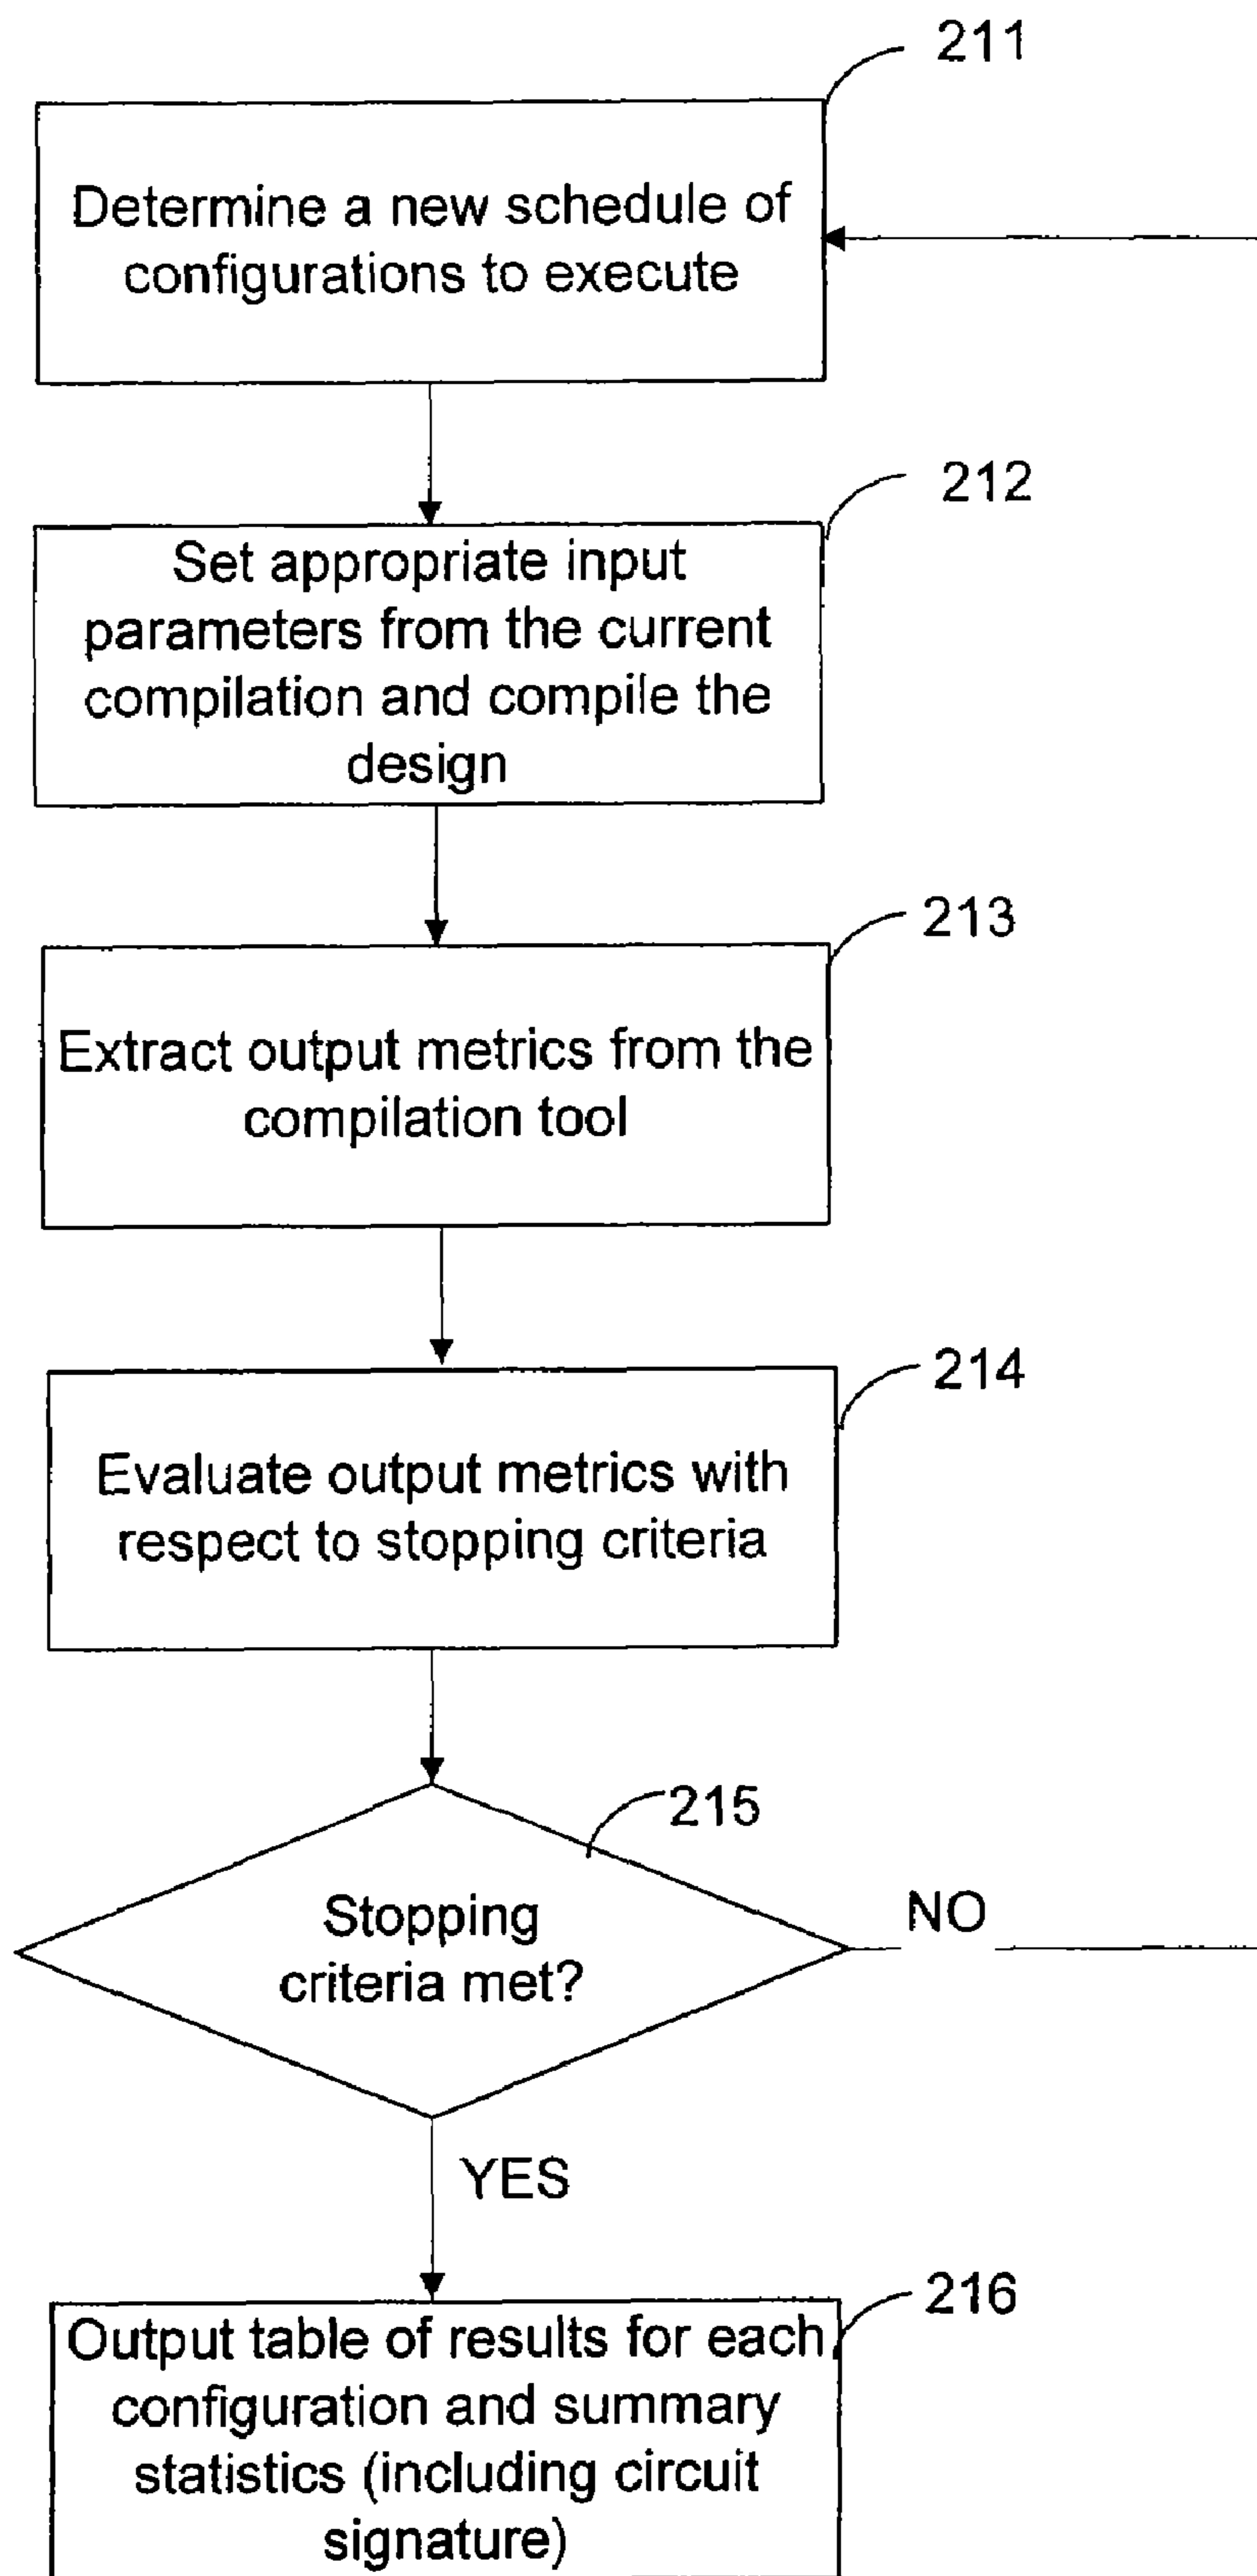 211
Determine a new schedule of
configurations to execute
212
Set appropriate input
parameters from the current
compilation and compile the
design
213
Extract output metrics from the
compilation tool
214
Evaluate output metrics with
respect to stopping criteria
215
Stopping
criteria met?
NO
YES
216
Output table of results for each
configuration and summary
statistics (including circuit
signature)